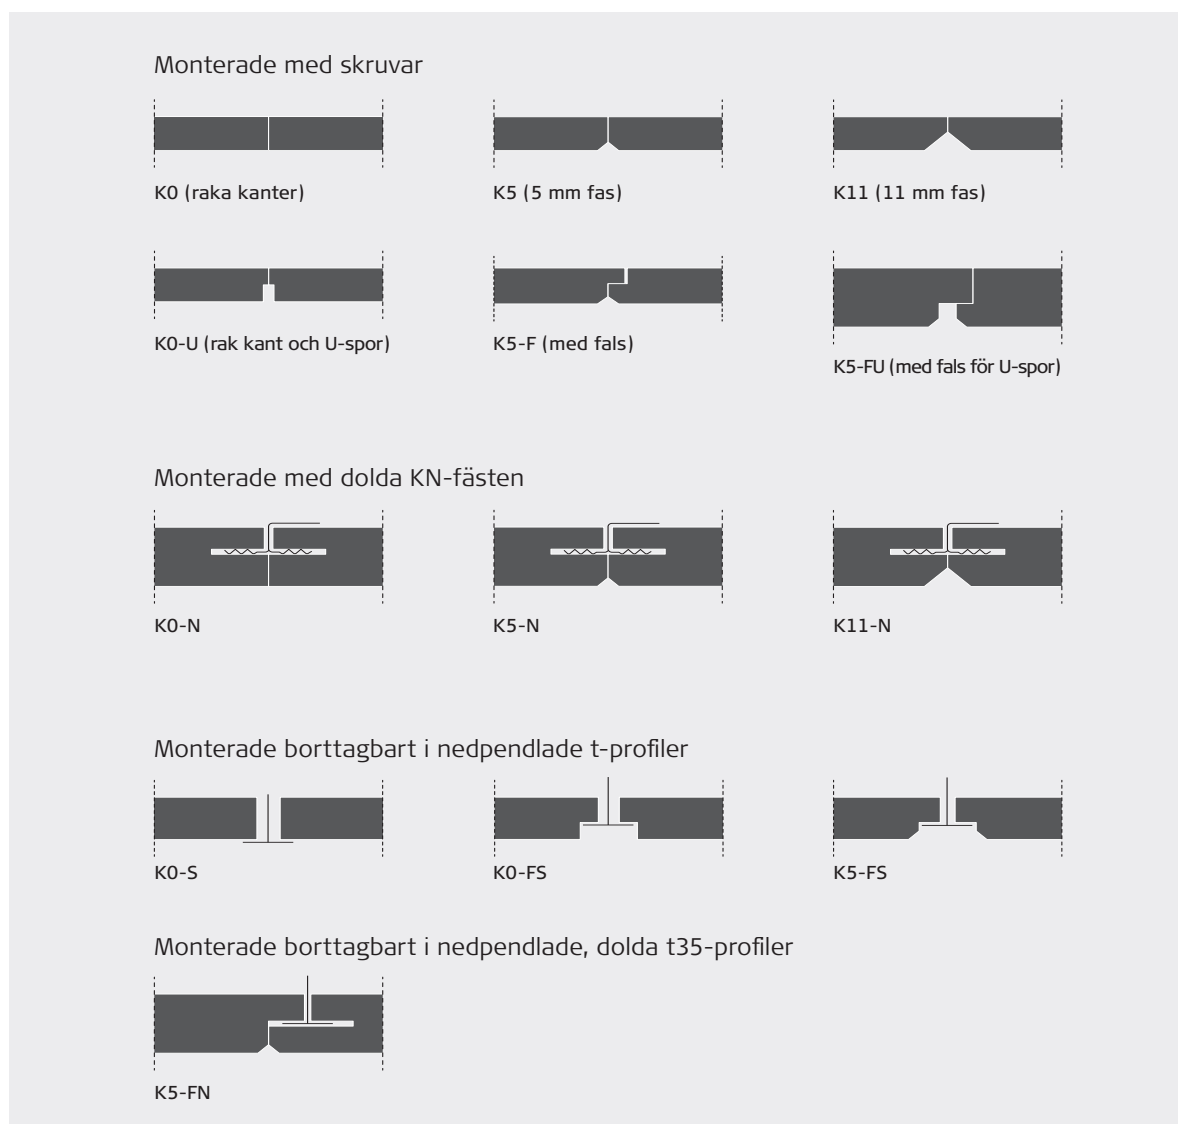 Monterade med skruvar
K0 (raka kanter)
K5 (5 mm fas)
K11 (11 mm fas)
K0-U (rak kant och U-spor)
K5-F (med fals)
K5-FU (med fals för U-spor)
Monterade med dolda KN-fästen
K0-N
K5-N
K11-N
Monterade borttagbart i nedpendlade t-profiler
K0-S
K0-FS
K5-FS
Monterade borttagbart i nedpendlade, dolda t35-profiler
K5-FN